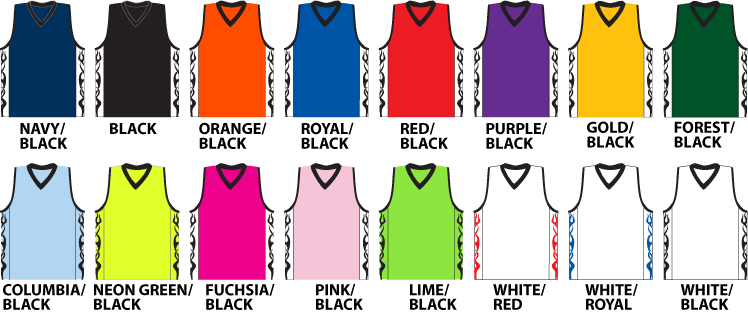 NAVY/
BLACK
BLACK
ORANGE/
BLACK
ROYAL/
BLACK
RED/
BLACK
PURPLE/
BLACK
GOLD/
BLACK
FOREST/
BLACK
COLUMBIA/
BLACK
NEON GREEN/
BLACK
FUCHSIA/
BLACK
PINK/
BLACK
LIME/
BLACK
WHITE/
RED
WHITE/
ROYAL
WHITE/
BLACK